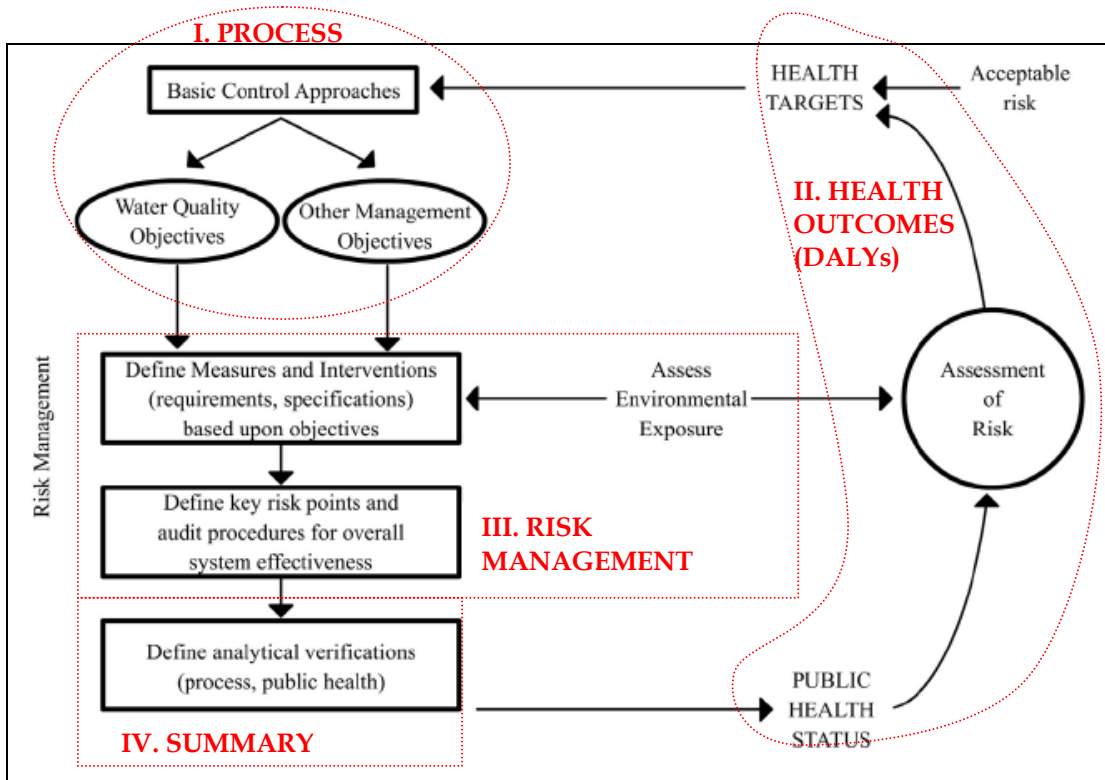 I. PROCESS
Basic Control Approaches
HEALTH
TARGETS
Acceptable
risk
Water Quality
Objectives
Other Management
Objectives
II. HEALTH
OUTCOMES
(DALYs)
Risk Management
Define Measures and Interventions
(requirements, specifications)
based upon objectives
Assess
Environmental
Exposure
Assessment
of
Risk
Define key risk points and
audit procedures for overall
system effectiveness
III. RISK
MANAGEMENT
Define analytical verifications
(process, public health)
PUBLIC
HEALTH
STATUS
IV. SUMMARY